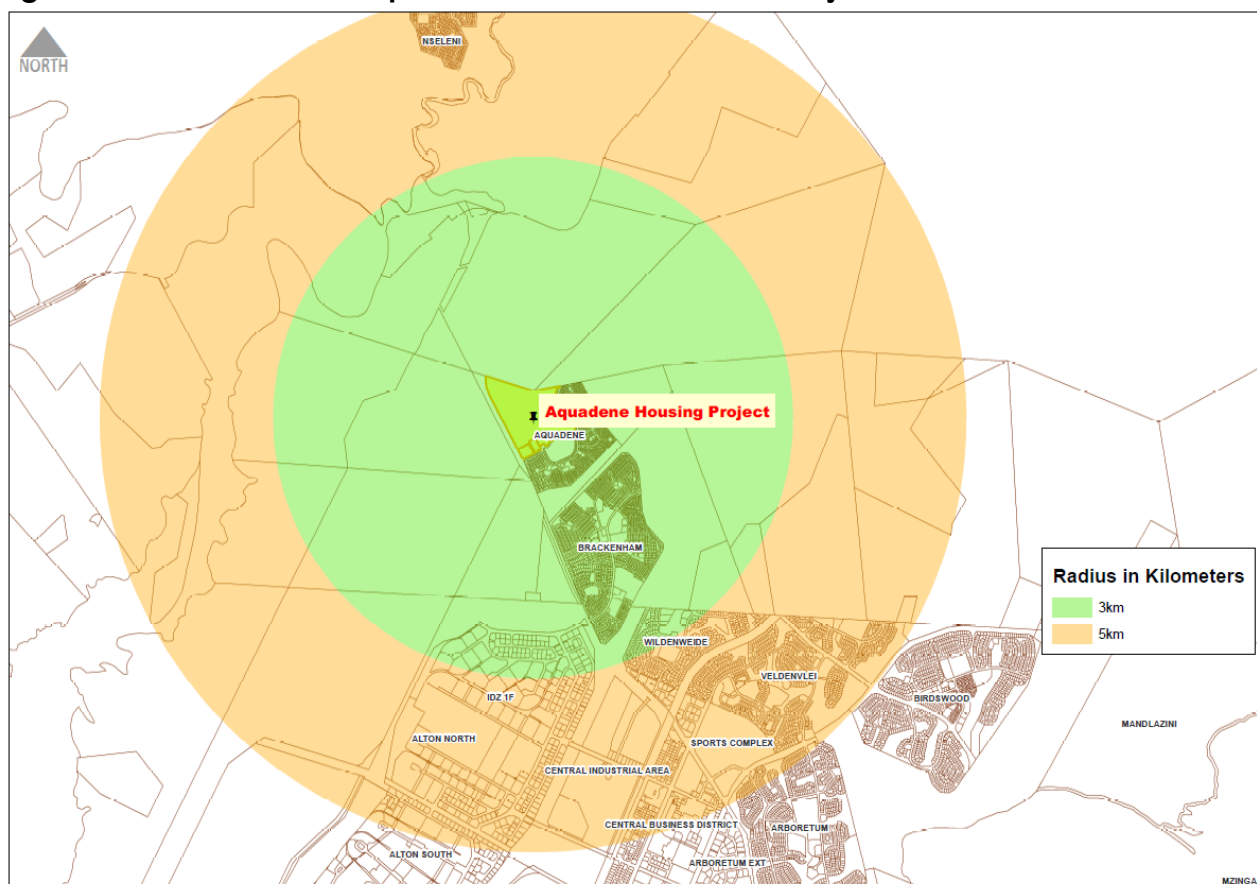 NSELENI
NORTH
Aquadene Housing Project
AQUADENE
BRACKENHAM
Radius in Kilometers
3km
5km
WILDENWEIDE
VELDENVLEI
IDZ 1F
BIRDSWOOD
MANDLAZINI
ALTON NORTH
SPORTS COMPLEX
CENTRAL INDUSTRIAL AREA
CENTRAL BUSINESS DISTRICT
ARBORETUM
ALTON SOUTH
ARBORETUM EXT
MZINGA